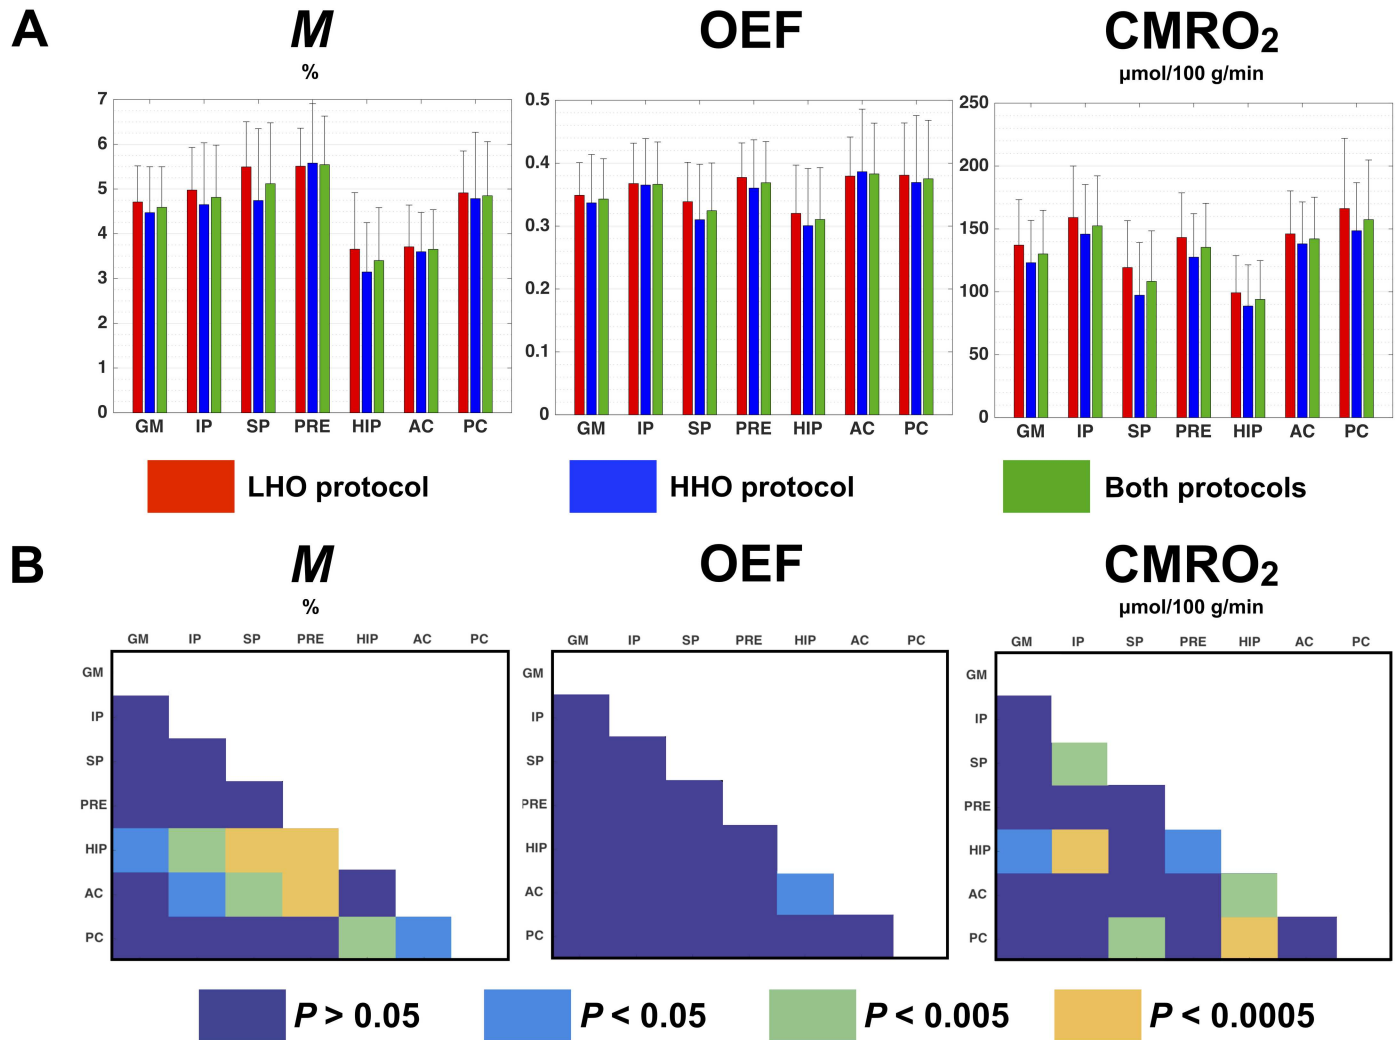 A
M
OEF
CMRO₂
%
µmol/100 g/min
7
6
5
4
3
2
1
0
GM IP SP PRE HIP AC PC
0.5
0.4
0.3
0.2
0.1
0
GM IP SP PRE HIP AC PC
250
200
150
100
50
0
GM IP SP PRE HIP AC PC
LHO protocol
HHO protocol
Both protocols
B
M
OEF
CMRO₂
%
µmol/100 g/min
GM IP SP PRE HIP AC PC
GM
IP
SP
PRE
HIP
AC
PC
GM IP SP PRE HIP AC PC
GM
IP
SP
PRE
HIP
AC
PC
GM IP SP PRE HIP AC PC
GM
IP
SP
PRE
HIP
AC
PC
P > 0.05
P < 0.05
P < 0.005
P < 0.0005